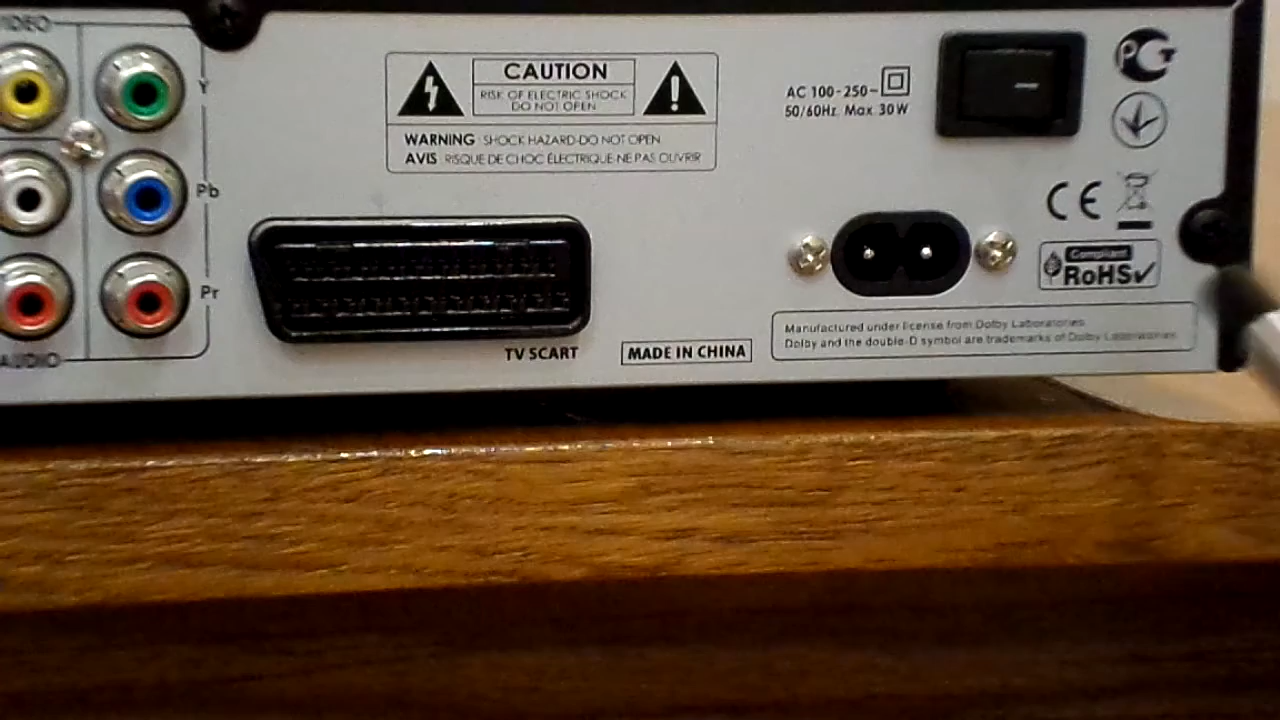 VIDEO
Y
Pb
Pr
AUDIO
CAUTION
RISK OF ELECTRIC SHOCK
DO NOT OPEN
WARNING SHOCK HAZARD-DO NOT OPEN
AVIS RISQUE DE CHOC ÉLECTRIQUE-NE PAS OUVRIR
TV SCART
MADE IN CHINA
AC 100-250~
50/60Hz Max 30W
PCT
CE
Compliant
RoHS✓
Manufactured under license from Dolby Laboratories
Dolby and the double-D symbol are trademarks of Dolby Laboratories